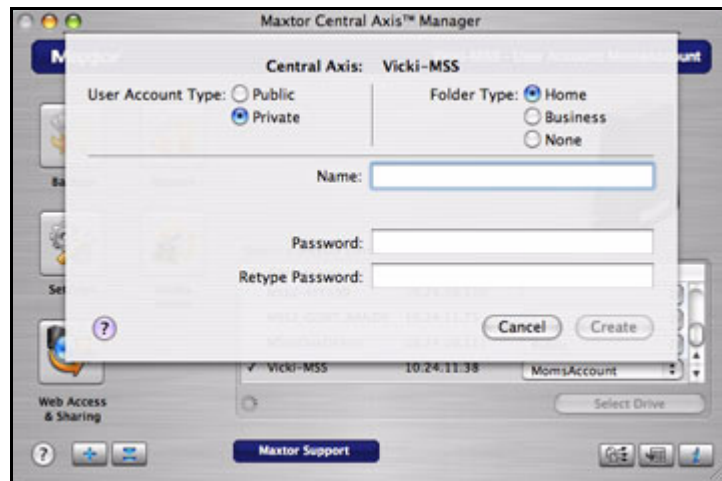 Maxtor Central Axis™ Manager
Central Axis: Vicki-MSS
User Account Type: Public
Private
Folder Type: Home
Business
None
Name:
Password:
Retype Password:
? Cancel Create
✓ Vicki-MSS 10.24.11.38 MomsAccount
Web Access
& Sharing
Select Drive
? Maxtor Support